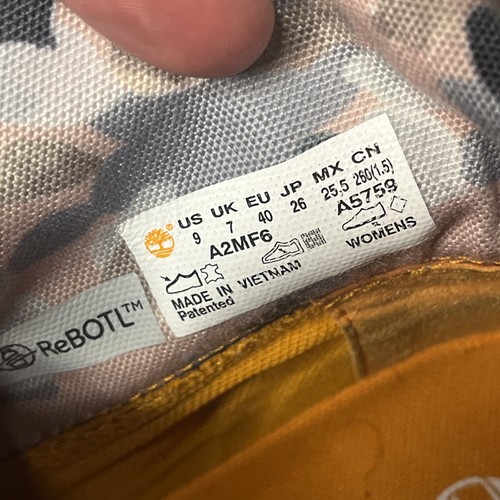 US UK EU JP MX CN
9 7 40 26 25.5 260(1.5)
A2MF6 A5759
WOMENS
MADE IN VIETNAM
Patented
ReBOTL™